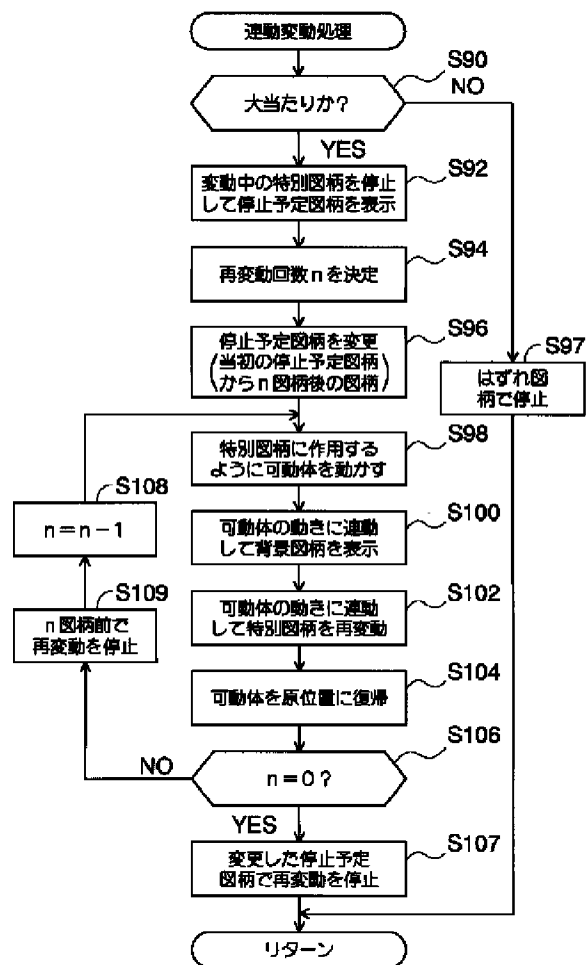 連動変動処理
S90
大当たりか？
NO
YES
S92
変動中の特別図柄を停止
して停止予定図柄を表示
S94
再変動回数nを決定
S96
停止予定図柄を変更
(当初の停止予定図柄
からn図柄後の図柄)
S97
はずれ図
柄で停止
S98
特別図柄に作用する
ように可動体を動かす
S108
n=n-1
S100
可動体の動きに連動
して背景図柄を表示
S109
n図柄前で
再変動を停止
S102
可動体の動きに連動
して特別図柄を再変動
S104
可動体を原位置に復帰
S106
NO
n=0?
YES
S107
変更した停止予定
図柄で再変動を停止
リターン